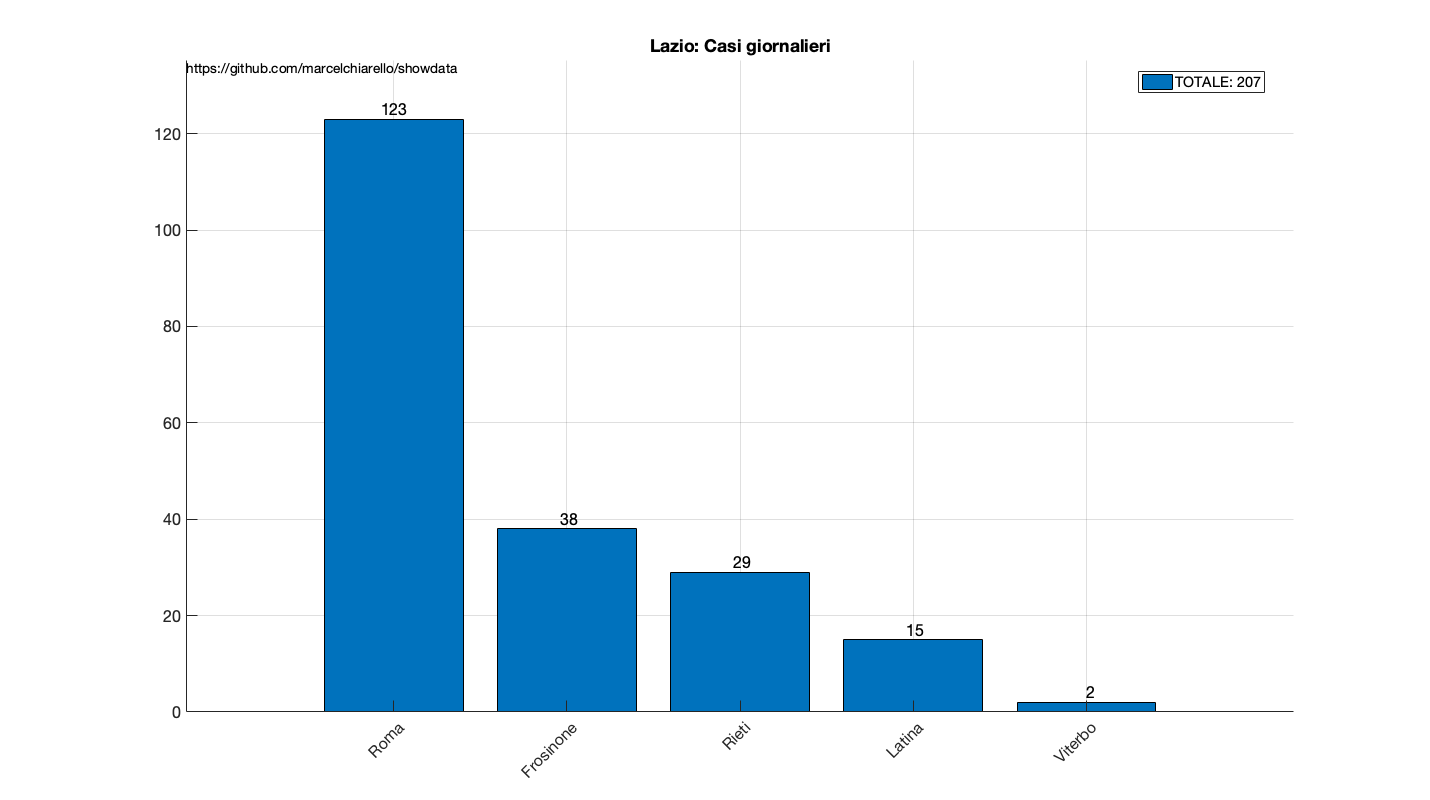 Lazio: Casi giornalieri
https://github.com/marcelchiarello/showdata
TOTALE: 207
123
120
100
80
60
40
38
29
20
15
2
0
Roma
Frosinone
Rieti
Latina
Viterbo